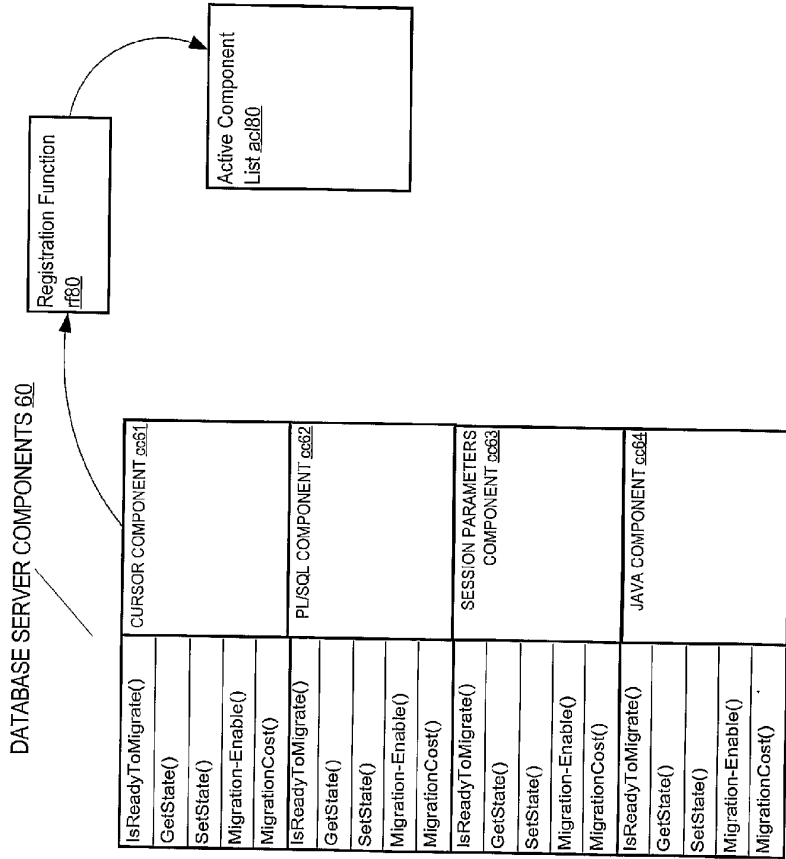 DATABASE SERVER COMPONENTS 60
IsReadyToMigrate()
GetState()
SetState()
Migration-Enable()
MigrationCost()
CURSOR COMPONENT cc61
IsReadyToMigrate()
GetState()
SetState()
Migration-Enable()
MigrationCost()
PL/SQL COMPONENT cc62
IsReadyToMigrate()
GetState()
SetState()
Migration-Enable()
MigrationCost()
SESSION PARAMETERS
COMPONENT cc63
IsReadyToMigrate()
GetState()
SetState()
Migration-Enable()
MigrationCost()
JAVA COMPONENT cc64
Registration Function
rf80
Active Component
List acl80